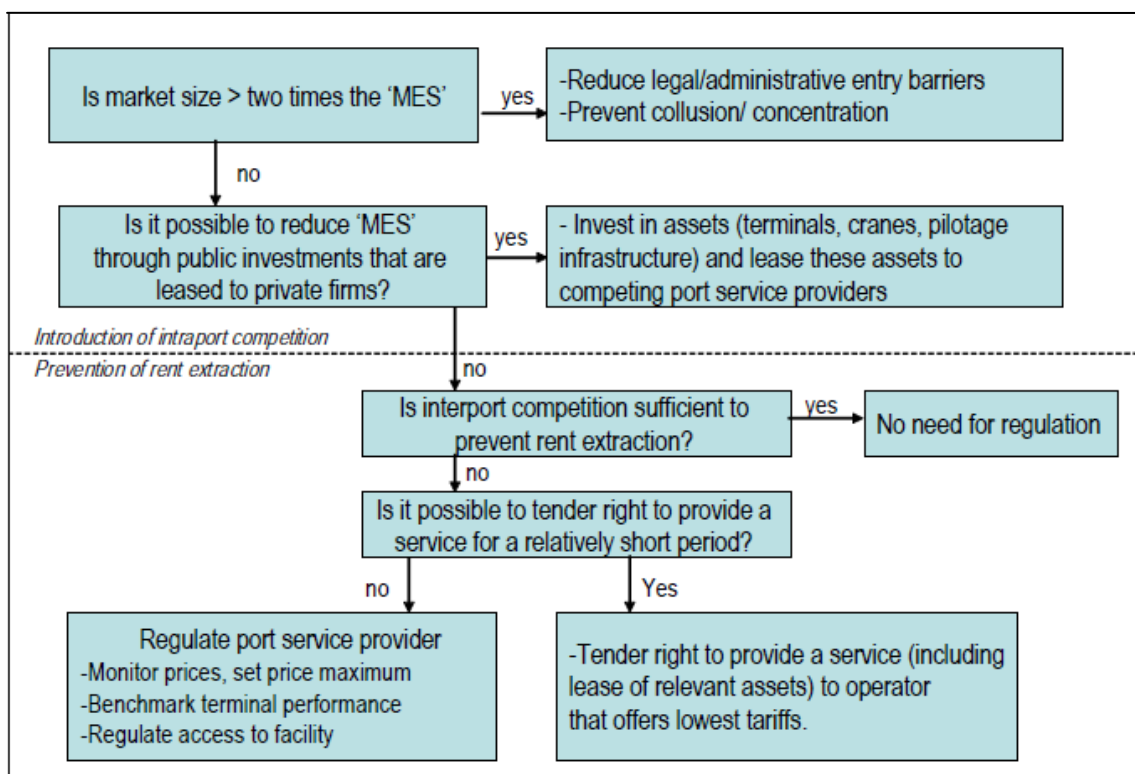 Is market size > two times the ‘MES’
yes
-Reduce legal/administrative entry barriers
-Prevent collusion/ concentration
no
Is it possible to reduce ‘MES’
through public investments that are
leased to private firms?
yes
- Invest in assets (terminals, cranes, pilotage
infrastructure) and lease these assets to
competing port service providers
Introduction of intraport competition
Prevention of rent extraction
no
Is interport competition sufficient to
prevent rent extraction?
yes
No need for regulation
no
Is it possible to tender right to provide a
service for a relatively short period?
no
Yes
Regulate port service provider
-Monitor prices, set price maximum
-Benchmark terminal performance
-Regulate access to facility
-Tender right to provide a service (including
lease of relevant assets) to operator
that offers lowest tariffs.